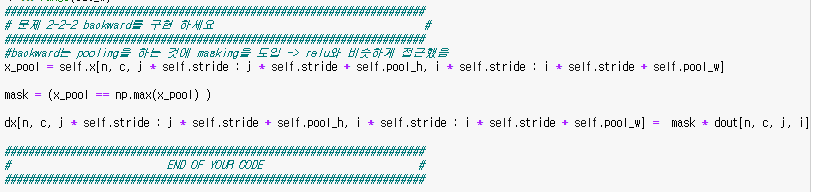 ########################################################################
# 문제 2-2-2 backward를 구현 하세요 #
########################################################################
#backward는 pooling을 하는 것에 masking을 도입 -> relu와 비슷하게 접근했음
x_pool = self.x[n, c, j * self.stride : j * self.stride + self.pool_h, i * self.stride : i * self.stride + self.pool_w]
mask = (x_pool == np.max(x_pool) )
dx[n, c, j * self.stride : j * self.stride + self.pool_h, i * self.stride : i * self.stride + self.pool_w] = mask * dout[n, c, j, i]
########################################################################
# END OF YOUR CODE #
########################################################################